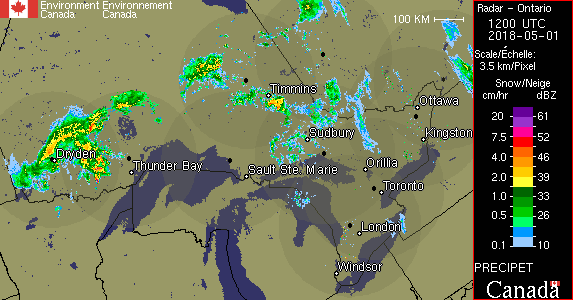 Environment Environnement
Canada Canada
100 KM
Timmins
Ottawa
Sudbury
Kingston
Dryden
Thunder Bay
Sault Ste. Marie
Orillia
Toronto
London
Windsor
Radar - Ontario
1200 UTC
2018-05-01
Scale/Échelle:
3.5 km/Pixel
Snow/Neige
cm/hr dBZ
20 61
7.5 52
4.0 46
2.0 39
1.0 33
0.5 26
0.1 10
PRECIPET
Canada